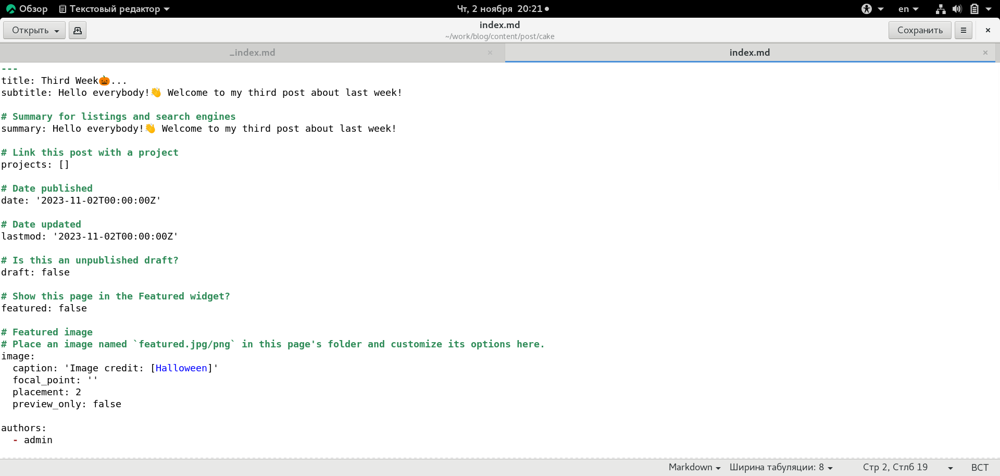 Обзор Текстовый редактор Чт, 2 ноября 20:21 en
Открыть index.md Сохранить
~/work/blog/content/post/cake
_index.md index.md
---
title: Third Week🎃...
subtitle: Hello everybody!👋 Welcome to my third post about last week!
# Summary for listings and search engines
summary: Hello everybody!👋 Welcome to my third post about last week!
# Link this post with a project
projects: []
# Date published
date: '2023-11-02T00:00:00Z'
# Date updated
lastmod: '2023-11-02T00:00:00Z'
# Is this an unpublished draft?
draft: false
# Show this page in the Featured widget?
featured: false
# Featured image
# Place an image named `featured.jpg/png` in this page's folder and customize its options here.
image:
  caption: 'Image credit: [Halloween]'
  focal_point: ''
  placement: 2
  preview_only: false
authors:
  - admin
Markdown Ширина табуляции: 8 Стр 2, Стлб 19 ВСТ